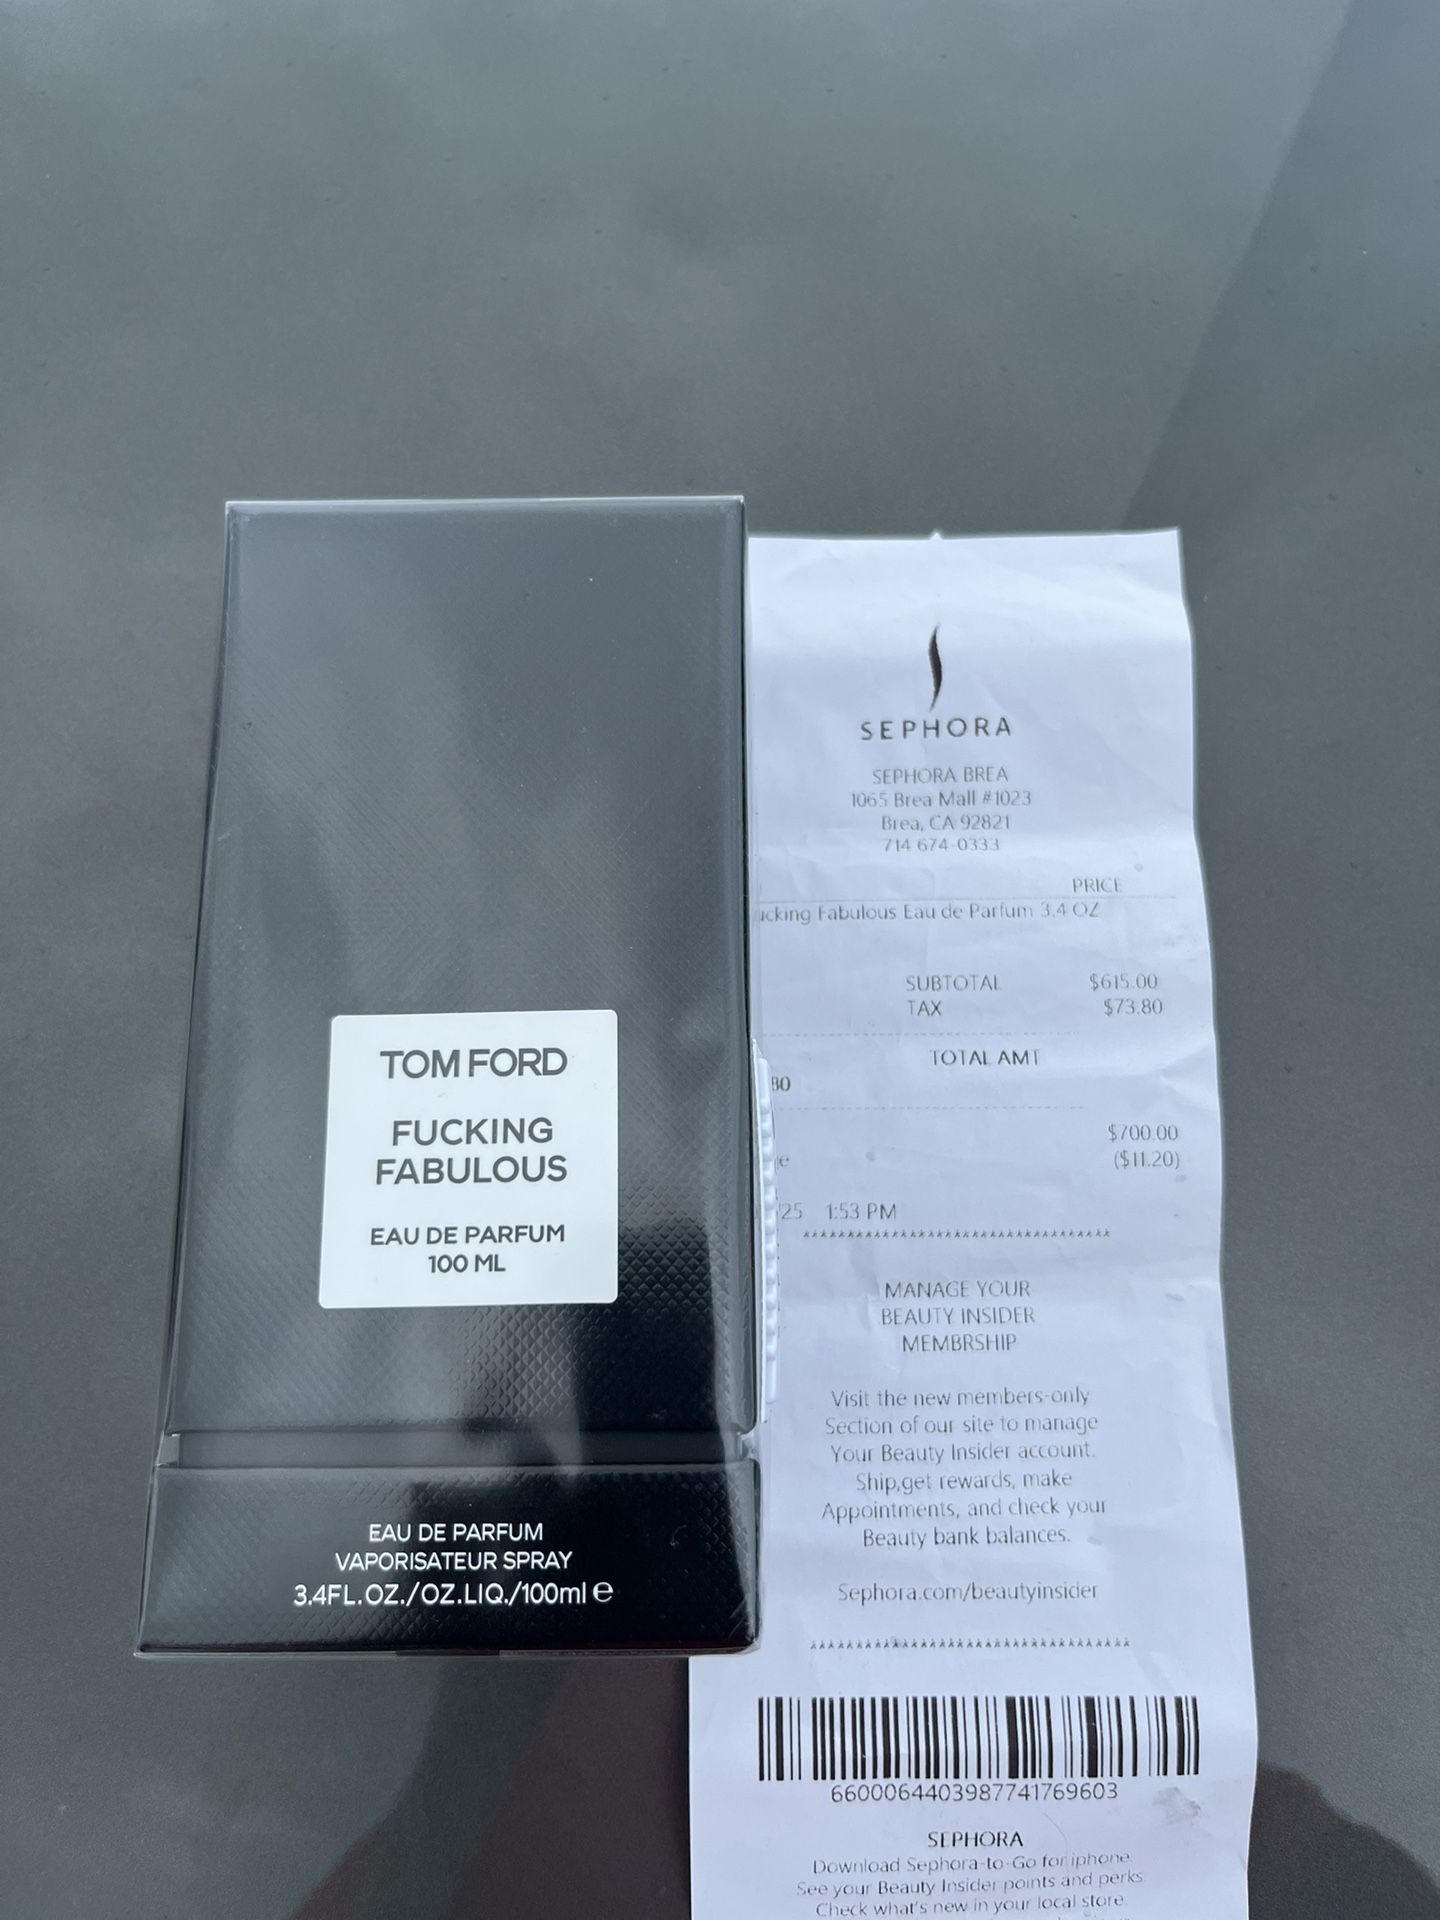 TOM FORD
FUCKING
FABULOUS
EAU DE PARFUM
100 ML
EAU DE PARFUM
VAPORISATEUR SPRAY
3.4FL.OZ./OZ.LIQ./100ml e
SEPHORA
SEPHORA BREA
1065 Brea Mall #1023
Brea, CA 92821
714 674-0333
PRICE
ucking Fabulous Eau de Parfum 3.4 OZ
SUBTOTAL $615.00
TAX $73.80
TOTAL AMT
80
$700.00
e ($11.20)
/25 1:53 PM
MANAGE YOUR
BEAUTY INSIDER
MEMBRSHIP
Visit the new members-only
Section of our site to manage
Your Beauty Insider account.
Ship,get rewards, make
Appointments, and check your
Beauty bank balances.
Sephora.com/beautyinsider
6600064403987741769603
SEPHORA
Download Sephora-to-Go for iphone.
See your Beauty Insider points and perks.
Check what's new in your local store.